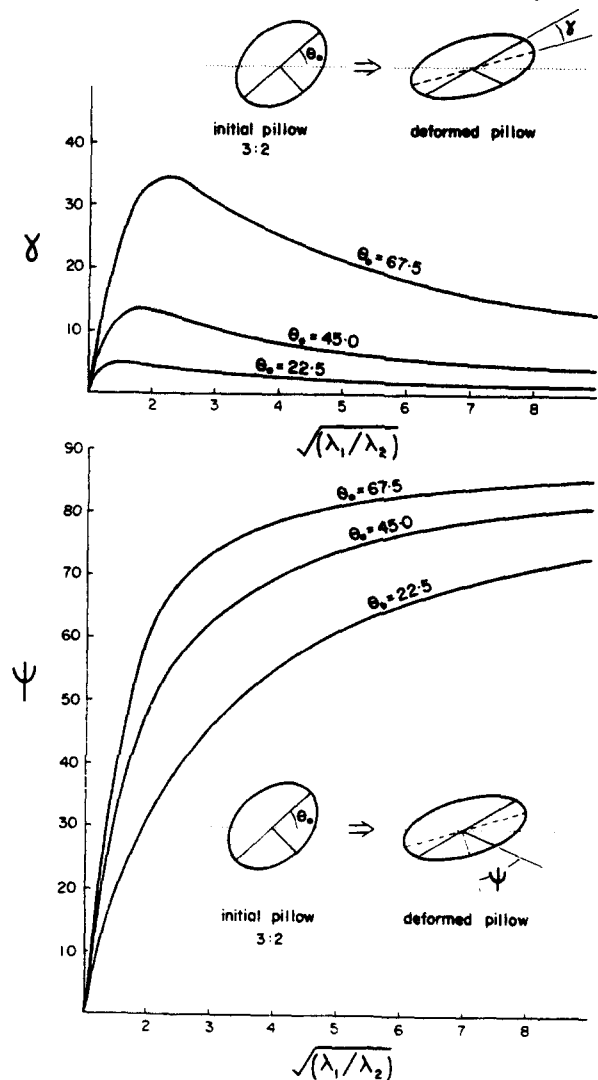 θ₀ ⇒ γ
initial pillow deformed pillow
3:2
40
30
20
10
γ
θ₀ = 67·5
θ₀ = 45·0
θ₀ = 22·5
2 3 4 5 6 7 8
√(λ₁/λ₂)
90
80
70
60
50
40
30
20
10
ψ
θ₀ = 67·5
θ₀ = 45·0
θ₀ = 22·5
θ₀ ⇒ ψ
initial pillow deformed pillow
3:2
2 3 4 5 6 7 8
√(λ₁/λ₂)